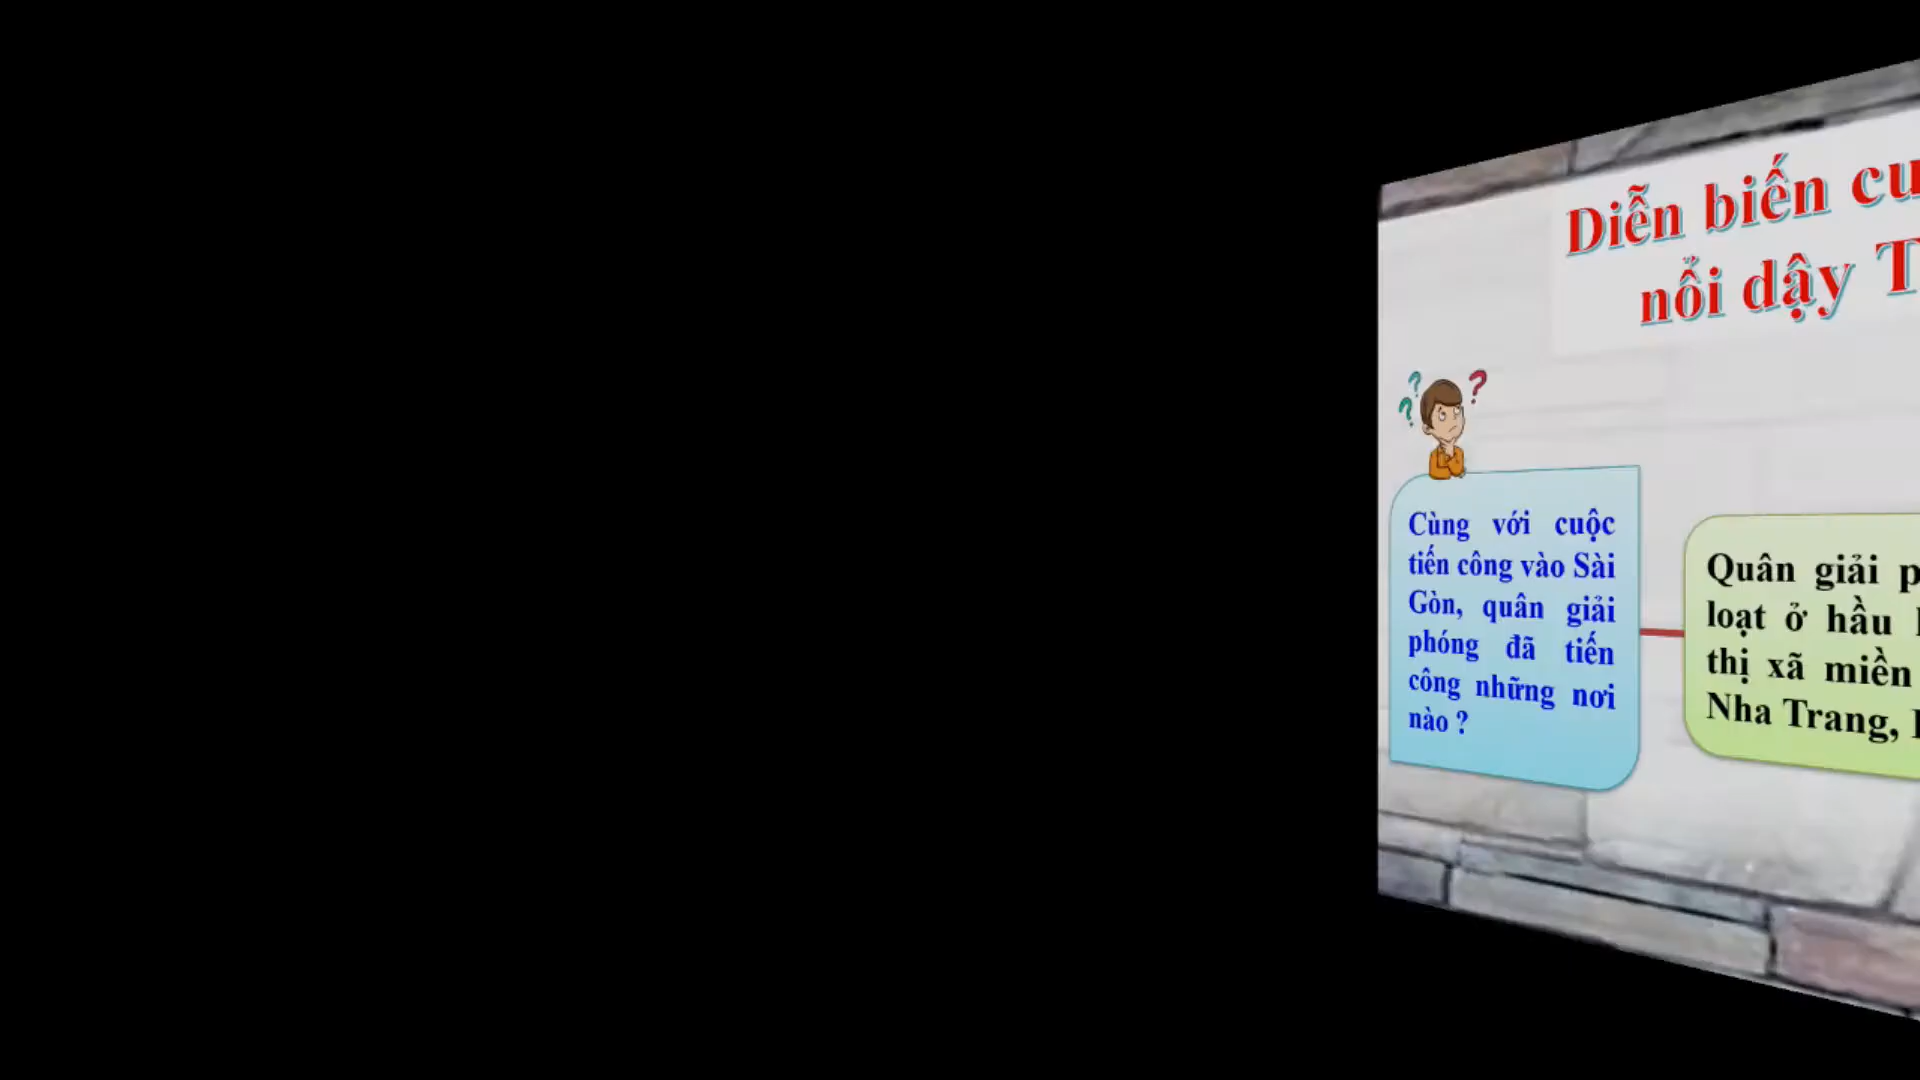 Diễn biến
nổi dậy
Cùng với cuộc
tiến công vào Sài
Gòn, quân giải
phóng đã tiến
công những nơi
nào ?
Quân giải
loạt ở hầu
thị xã miền
Nha Trang,